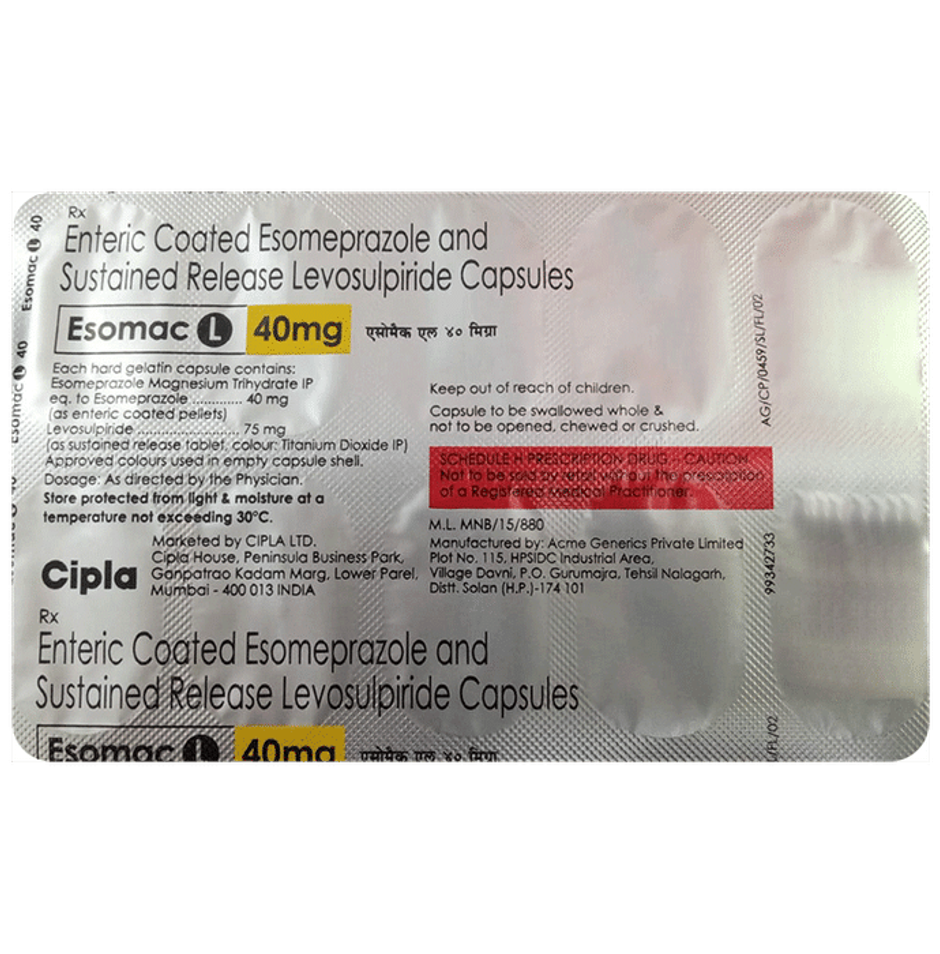 Rx
Enteric Coated Esomeprazole and
Sustained Release Levosulpiride Capsules
Esomac L 40mg एसोमैक एल ४० मिग्रा
Each hard gelatin capsule contains:
Esomeprazole Magnesium Trihydrate IP
eq. to Esomeprazole ............ 40 mg
(as enteric coated pellets)
Levosulpiride ........................ 75 mg
(as sustained release tablet, colour: Titanium Dioxide IP)
Approved colours used in empty capsule shell.
Dosage: As directed by the Physician.
Store protected from light & moisture at a
temperature not exceeding 30°C.
Keep out of reach of children.
Capsule to be swallowed whole &
not to be opened, chewed or crushed.
SCHEDULE H PRESCRIPTION DRUG – CAUTION
Not to be sold by retail without the prescription
of a Registered Medical Practitioner.
Cipla
Marketed by CIPLA LTD.
Cipla House, Peninsula Business Park,
Ganpatrao Kadam Marg, Lower Parel,
Mumbai - 400 013 INDIA
M.L. MNB/15/880
Manufactured by: Acme Generics Private Limited
Plot No. 115, HPSIDC Industrial Area,
Village Davni, P.O. Gurumajra, Tehsil Nalagarh,
Distt. Solan (H.P.)-174 101
Rx
Enteric Coated Esomeprazole and
Sustained Release Levosulpiride Capsules
Esomac L 40mg एसोमैक एल ४० मिग्रा
Esomac L 40
Esomac L 40
AG/CP/0459/SL/FL/02
99342733
/FL/02